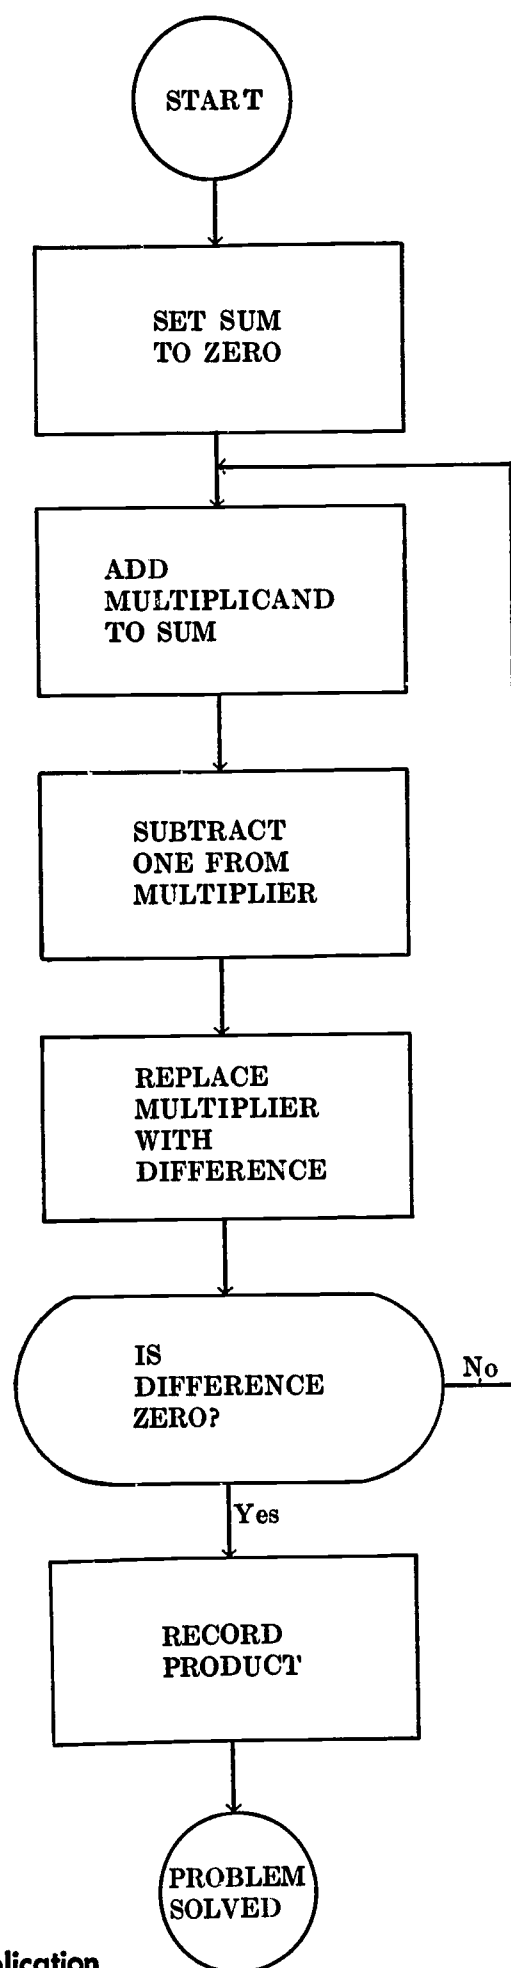 START
SET SUM
TO ZERO
ADD
MULTIPLICAND
TO SUM
SUBTRACT
ONE FROM
MULTIPLIER
REPLACE
MULTIPLIER
WITH
DIFFERENCE
IS
DIFFERENCE
ZERO?
No
Yes
RECORD
PRODUCT
PROBLEM
SOLVED